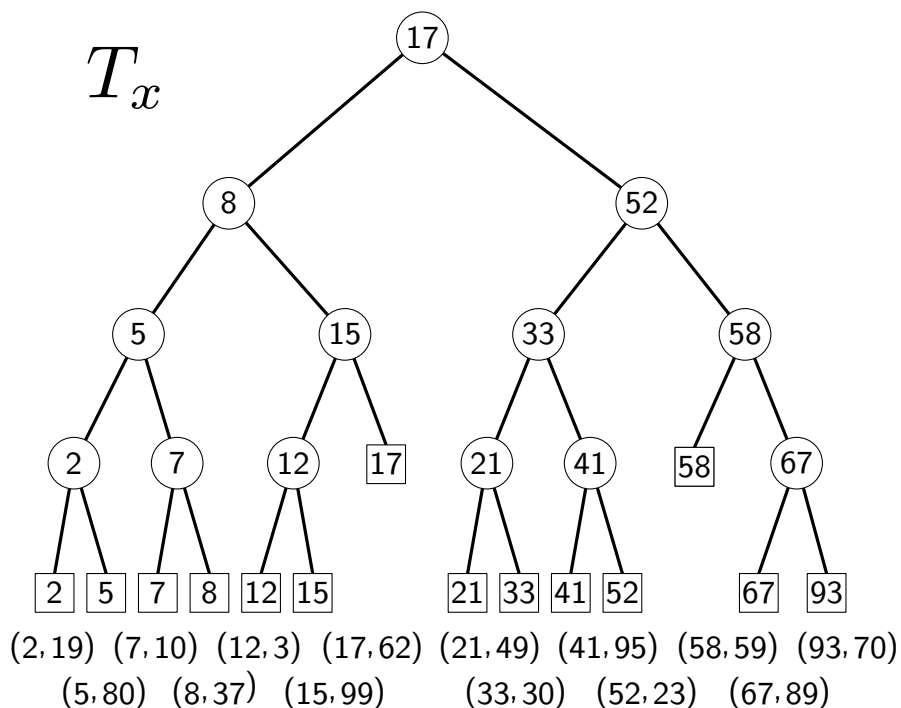 17
T_x
8 52
5 15 33 58
2 7 12 17 21 41 58 67
2 5 7 8 12 15 21 33 41 52 67 93
(2, 19) (7, 10) (12, 3) (17, 62) (21, 49) (41, 95) (58, 59) (93, 70)
(5, 80) (8, 37) (15, 99) (33, 30) (52, 23) (67, 89)